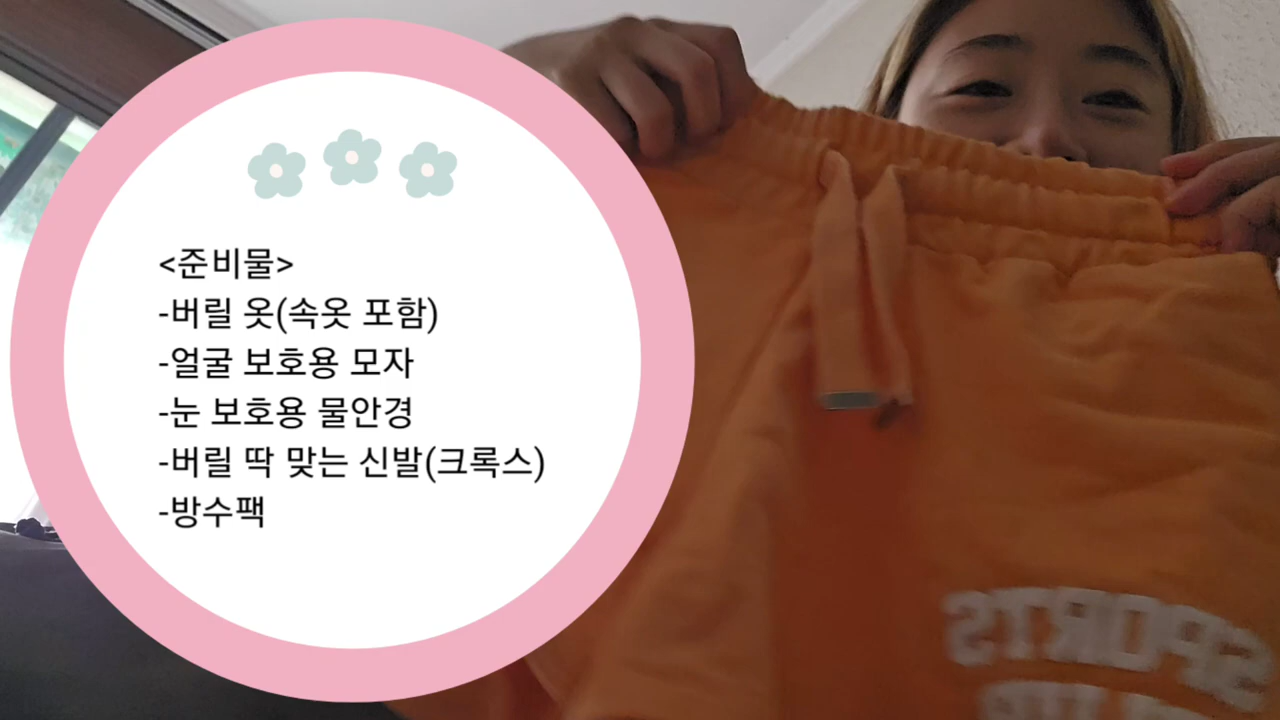 <준비물>
-버릴 옷(속옷 포함)
-얼굴 보호용 모자
-눈 보호용 물안경
-버릴 딱 맞는 신발(크록스)
-방수팩
SPORTS